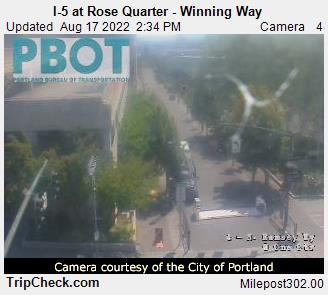 I-5 at Rose Quarter - Winning Way
Updated Aug 17 2022 2:34 PM Camera 4
PBOT
PORTLAND BUREAU OF TRANSPORTATION
Camera courtesy of the City of Portland
TripCheck.com Milepost302.00